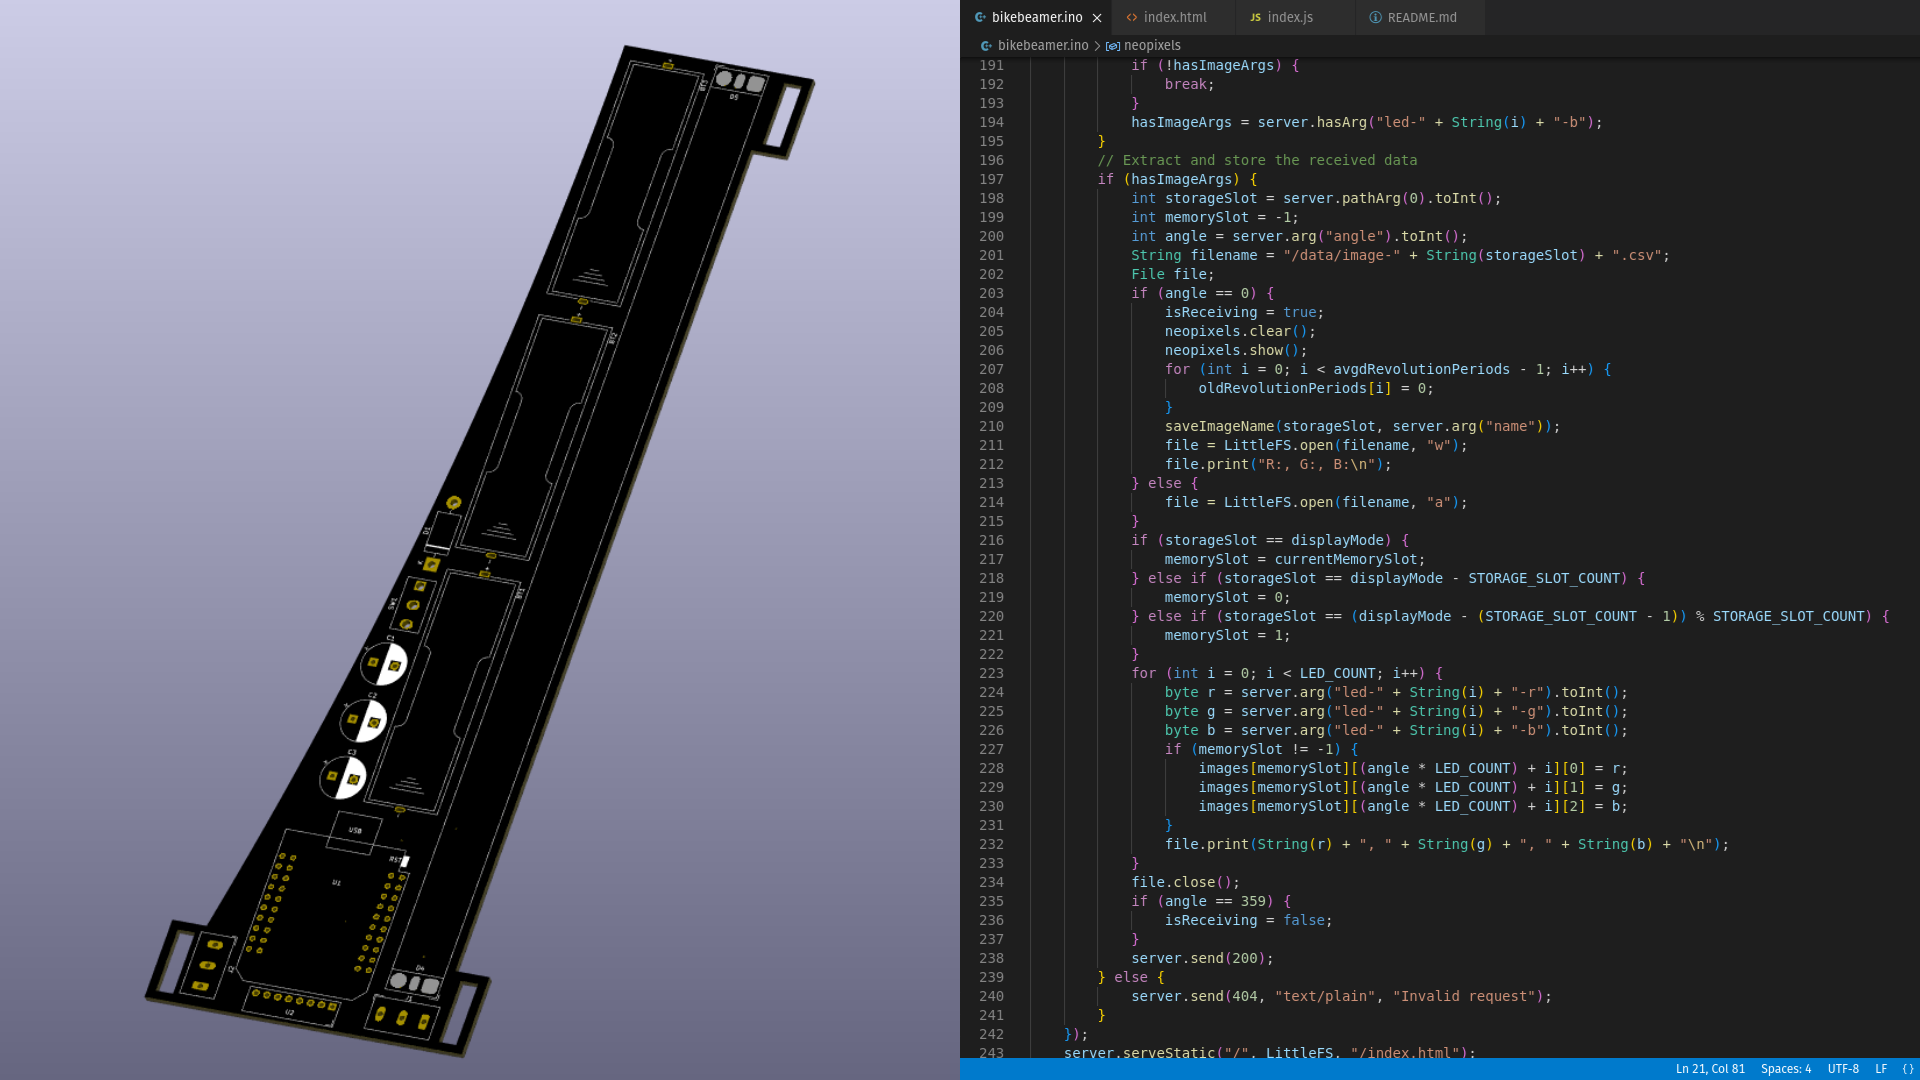 D5
D1
SW1
C1
C2
C3
USB
RST
U1
J2
D4
J1
U2
bikebeamer.ino
index.html
JS index.js
README.md
bikebeamer.ino > neopixels
191 if (!hasImageArgs) {
192 break;
193 }
194 hasImageArgs = server.hasArg("led-" + String(i) + "-b");
195 }
196 // Extract and store the received data
197 if (hasImageArgs) {
198 int storageSlot = server.pathArg(0).toInt();
199 int memorySlot = -1;
200 int angle = server.arg("angle").toInt();
201 String filename = "/data/image-" + String(storageSlot) + ".csv";
202 File file;
203 if (angle == 0) {
204 isReceiving = true;
205 neopixels.clear();
206 neopixels.show();
207 for (int i = 0; i < avgdRevolutionPeriods - 1; i++) {
208 oldRevolutionPeriods[i] = 0;
209 }
210 saveImageName(storageSlot, server.arg("name"));
211 file = LittleFS.open(filename, "w");
212 file.print("R:, G:, B:\n");
213 } else {
214 file = LittleFS.open(filename, "a");
215 }
216 if (storageSlot == displayMode) {
217 memorySlot = currentMemorySlot;
218 } else if (storageSlot == displayMode - STORAGE_SLOT_COUNT) {
219 memorySlot = 0;
220 } else if (storageSlot == (displayMode - (STORAGE_SLOT_COUNT - 1)) % STORAGE_SLOT_COUNT) {
221 memorySlot = 1;
222 }
223 for (int i = 0; i < LED_COUNT; i++) {
224 byte r = server.arg("led-" + String(i) + "-r").toInt();
225 byte g = server.arg("led-" + String(i) + "-g").toInt();
226 byte b = server.arg("led-" + String(i) + "-b").toInt();
227 if (memorySlot != -1) {
228 images[memorySlot][(angle * LED_COUNT) + i][0] = r;
229 images[memorySlot][(angle * LED_COUNT) + i][1] = g;
230 images[memorySlot][(angle * LED_COUNT) + i][2] = b;
231 }
232 file.print(String(r) + ", " + String(g) + ", " + String(b) + "\n");
233 }
234 file.close();
235 if (angle == 359) {
236 isReceiving = false;
237 }
238 server.send(200);
239 } else {
240 server.send(404, "text/plain", "Invalid request");
241 }
242 });
243 server.serveStatic("/", LittleFS, "/index.html");
Ln 21, Col 81 Spaces: 4 UTF-8 LF {}